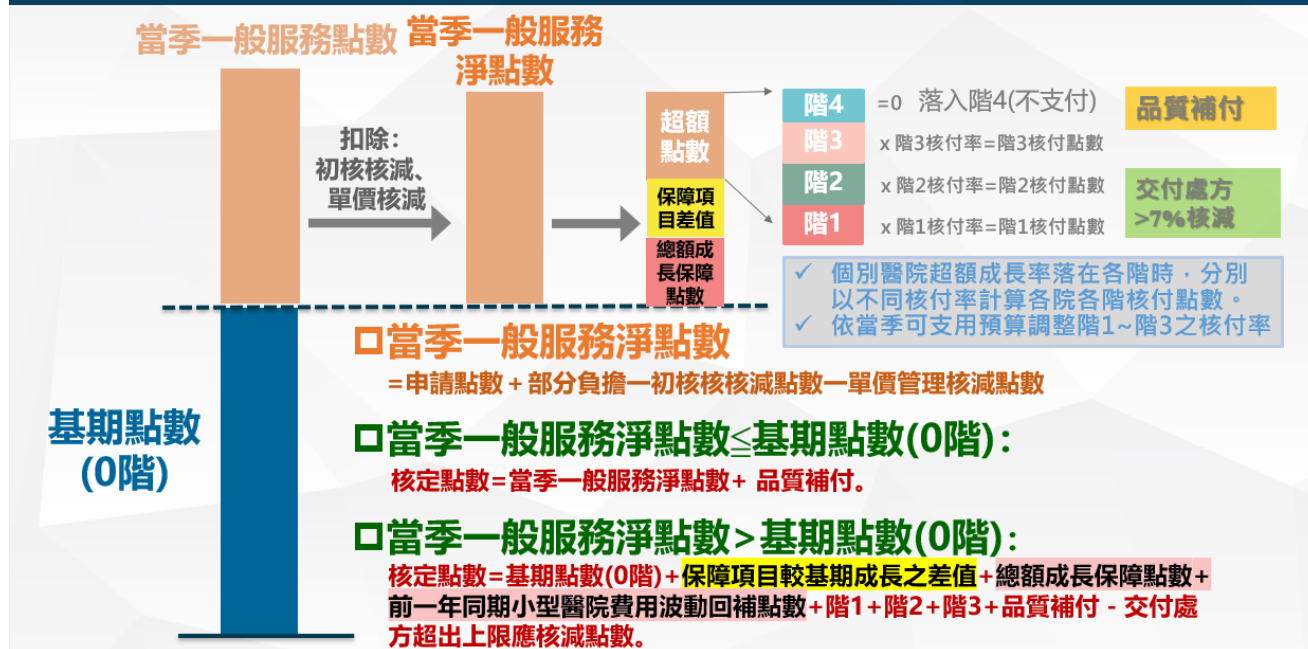 當季一般服務點數
當季一般服務
淨點數
扣除：
初核核減、
單價核減
超額
點數
保障項
目差值
總額成
長保障
點數
階4
=0 落入階4(不支付)
階3
x 階3核付率=階3核付點數
階2
x 階2核付率=階2核付點數
階1
x 階1核付率=階1核付點數
品質補付
交付處方
>7%核減
✓ 個別醫院超額成長率落在各階時，分別
以不同核付率計算各院各階核付點數。
✓ 依當季可支用預算調整階1~階3之核付率
基期點數
(0階)
當季一般服務淨點數
=申請點數+部分負擔—初核核核減點數—單價管理核減點數
當季一般服務淨點數≦基期點數(0階)：
核定點數=當季一般服務淨點數+ 品質補付。
當季一般服務淨點數>基期點數(0階)：
核定點數=基期點數(0階)+保障項目較基期成長之差值+總額成長保障點數+
前一年同期小型醫院費用波動回補點數+階1+階2+階3+品質補付 - 交付處
方超出上限應核減點數。